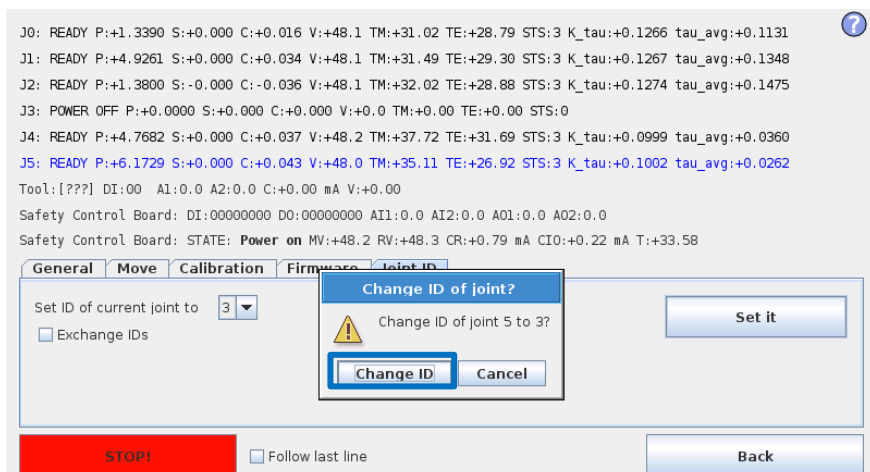 J0: READY P:+1.3390 S:+0.000 C:+0.016 V:+48.1 TM:+31.02 TE:+28.79 STS:3 K_tau:+0.1266 tau_avg:+0.1131
?
J1: READY P:+4.9261 S:+0.000 C:+0.034 V:+48.1 TM:+31.49 TE:+29.30 STS:3 K_tau:+0.1267 tau_avg:+0.1348
J2: READY P:+1.3800 S:-0.000 C:-0.036 V:+48.1 TM:+32.02 TE:+28.88 STS:3 K_tau:+0.1274 tau_avg:+0.1475
J3: POWER OFF P:+0.0000 S:+0.000 C:+0.000 V:+0.0 TM:+0.00 TE:+0.00 STS:0
J4: READY P:+4.7682 S:+0.000 C:+0.037 V:+48.2 TM:+37.72 TE:+31.69 STS:3 K_tau:+0.0999 tau_avg:+0.0360
J5: READY P:+6.1729 S:+0.000 C:+0.043 V:+48.0 TM:+35.11 TE:+26.92 STS:3 K_tau:+0.1002 tau_avg:+0.0262
Tool:[???] DI:00 A1:0.0 A2:0.0 C:+0.00 mA V:+0.00
Safety Control Board: DI:00000000 DO:00000000 AI1:0.0 AI2:0.0 AO1:0.0 AO2:0.0
Safety Control Board: STATE: Power on MV:+48.2 RV:+48.3 CR:+0.79 mA CIO:+0.22 mA T:+33.58
General Move Calibration Firmware Joint ID
Change ID of joint?
Set ID of current joint to 3
Exchange IDs
Change ID of joint 5 to 3?
Set it
Change ID Cancel
STOP! Follow last line Back